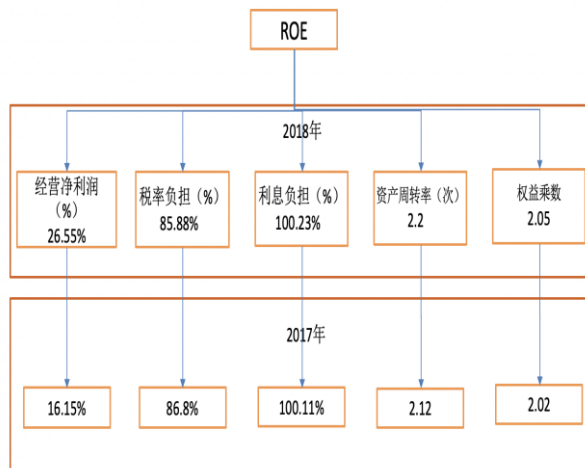 ROE
2018年
经营净利润
（%）
26.55%
税率负担（%）
85.88%
利息负担（%）
100.23%
资产周转率（次）
2.2
权益乘数
2.05
2017年
16.15%
86.8%
100.11%
2.12
2.02